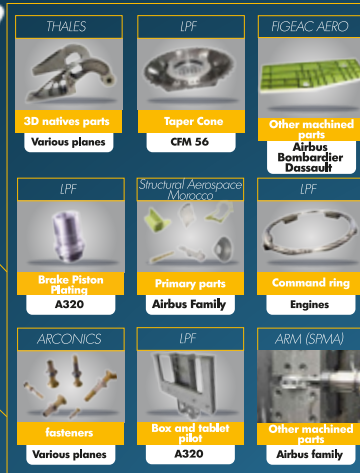 THALES
3D natives parts
Various planes
LPF
Taper Cone
CFM 56
FIGEAC AERO
Other machined
parts
Airbus
Bombardier
Dassault
LPF
Brake Piston
Plating
A320
Structural Aerospace
Morocco
Primary parts
Airbus Family
LPF
Command ring
Engines
ARCONICS
fasteners
Various planes
LPF
Box and tablet
pilot
A320
ARM (SPMA)
Other machined
parts
Airbus family